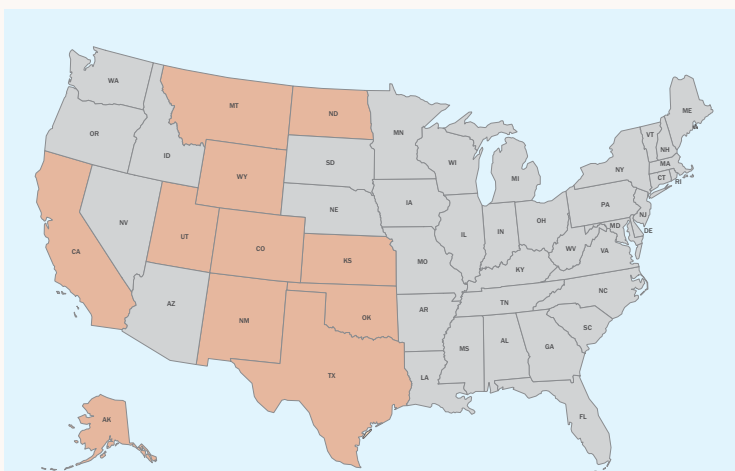 WA
MT
ND
OR
ID
MN
SD
WY
WI
MI
ME
VT
NH
NY
MA
CT
RI
CA
NV
UT
CO
NE
IA
IL
IN
OH
PA
NJ
DE
MD
KS
MO
KY
WV
VA
AZ
NM
OK
AR
TN
NC
SC
TX
LA
MS
AL
GA
FL
AK